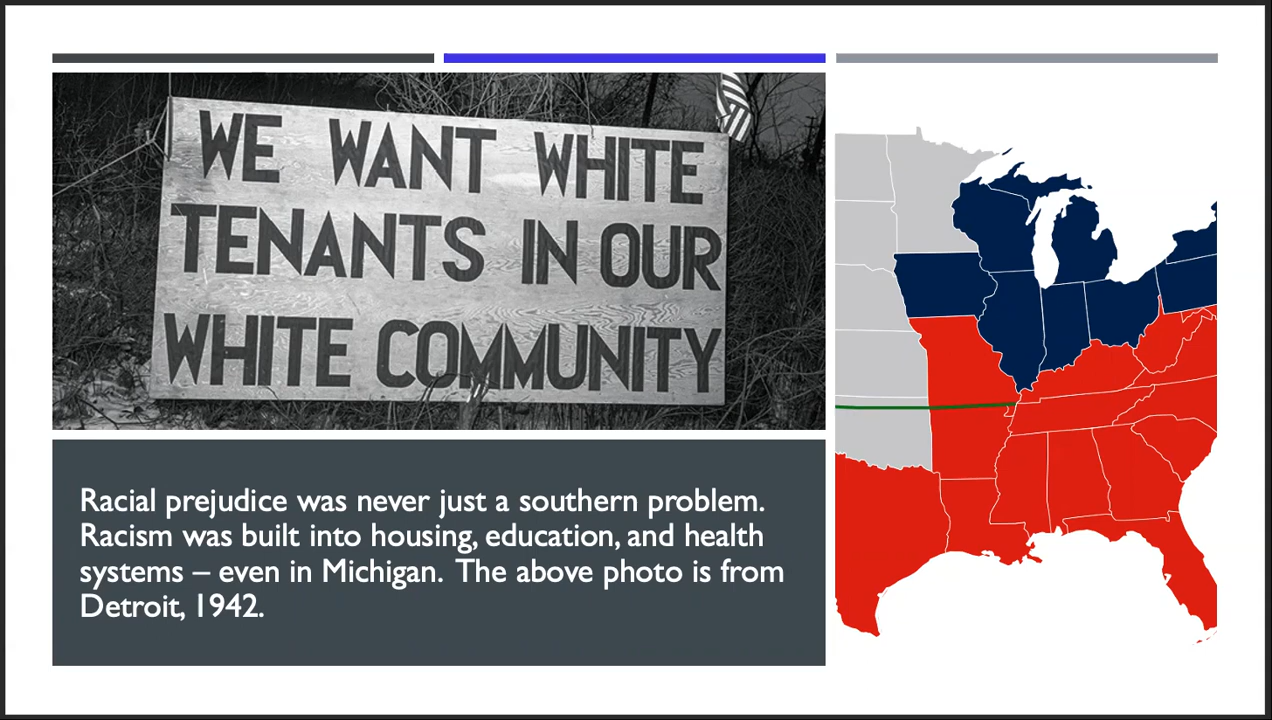 WE WANT WHITE
TENANTS IN OUR
WHITE COMMUNITY
Racial prejudice was never just a southern problem.
Racism was built into housing, education, and health
systems – even in Michigan. The above photo is from
Detroit, 1942.